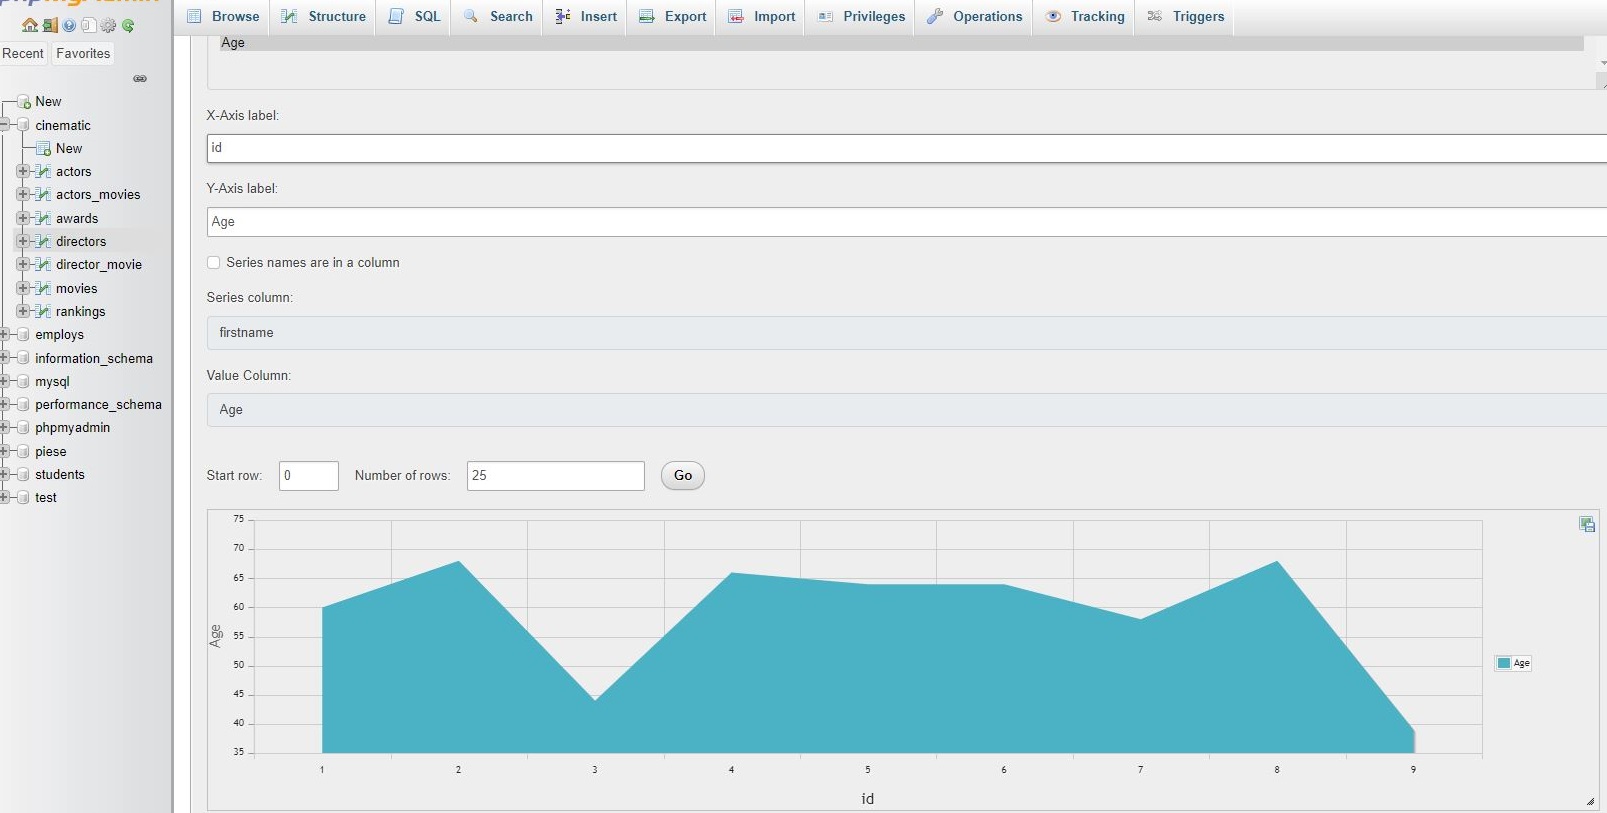 Browse Structure SQL Search Insert Export Import Privileges Operations Tracking Triggers
Recent Favorites
New
cinematic
New
actors
actors_movies
awards
directors
director_movie
movies
rankings
employs
information_schema
mysql
performance_schema
phpmyadmin
piese
students
test
Age
X-Axis label:
id
Y-Axis label:
Age
Series names are in a column
Series column:
firstname
Value Column:
Age
Start row: 0 Number of rows: 25 Go
75
70
65
60
55
50
45
40
35
Age
1 2 3 4 5 6 7 8 9
id
Age